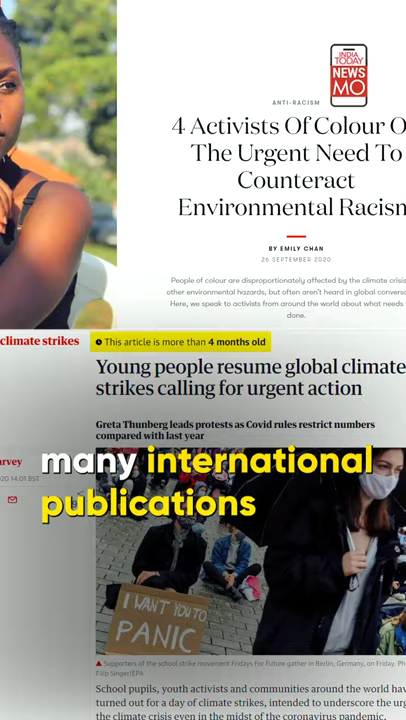 INDIA
TODAY
NEWS
MO
ANTI-RACISM
4 Activists Of Colour O
The Urgent Need To
Counteract
Environmental Racism
BY EMILY CHAN
26 SEPTEMBER 2020
People of colour are disproportionately affected by the climate crisis
other environmental hazards, but often aren't heard in global conversa
Here, we speak to activists from around the world about what needs
done.
climate strikes
This article is more than 4 months old
Young people resume global climate
strikes calling for urgent action
Greta Thunberg leads protests as Covid rules restrict numbers
compared with last year
arvey
020 14.01 BST
many international
publications
I WANT YOU TO
PANIC
Supporters of the school strike movement Fridays For Future gather in Berlin, Germany, on Friday. Ph
Filip Singer/EPA
School pupils, youth activists and communities around the world hav
turned out for a day of climate strikes, intended to underscore the urg
the climate crisis even in the midst of the coronavirus pandemic.